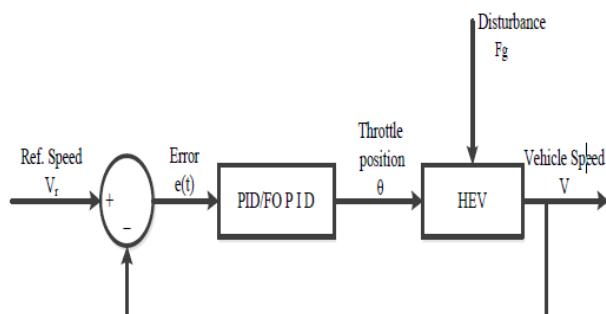 Disturbance
Fg
Ref. Speed
Vr
+
−
Error
e(t)
PID/FO P I D
Throttle
position
θ
HEV
Vehicle Speed
V